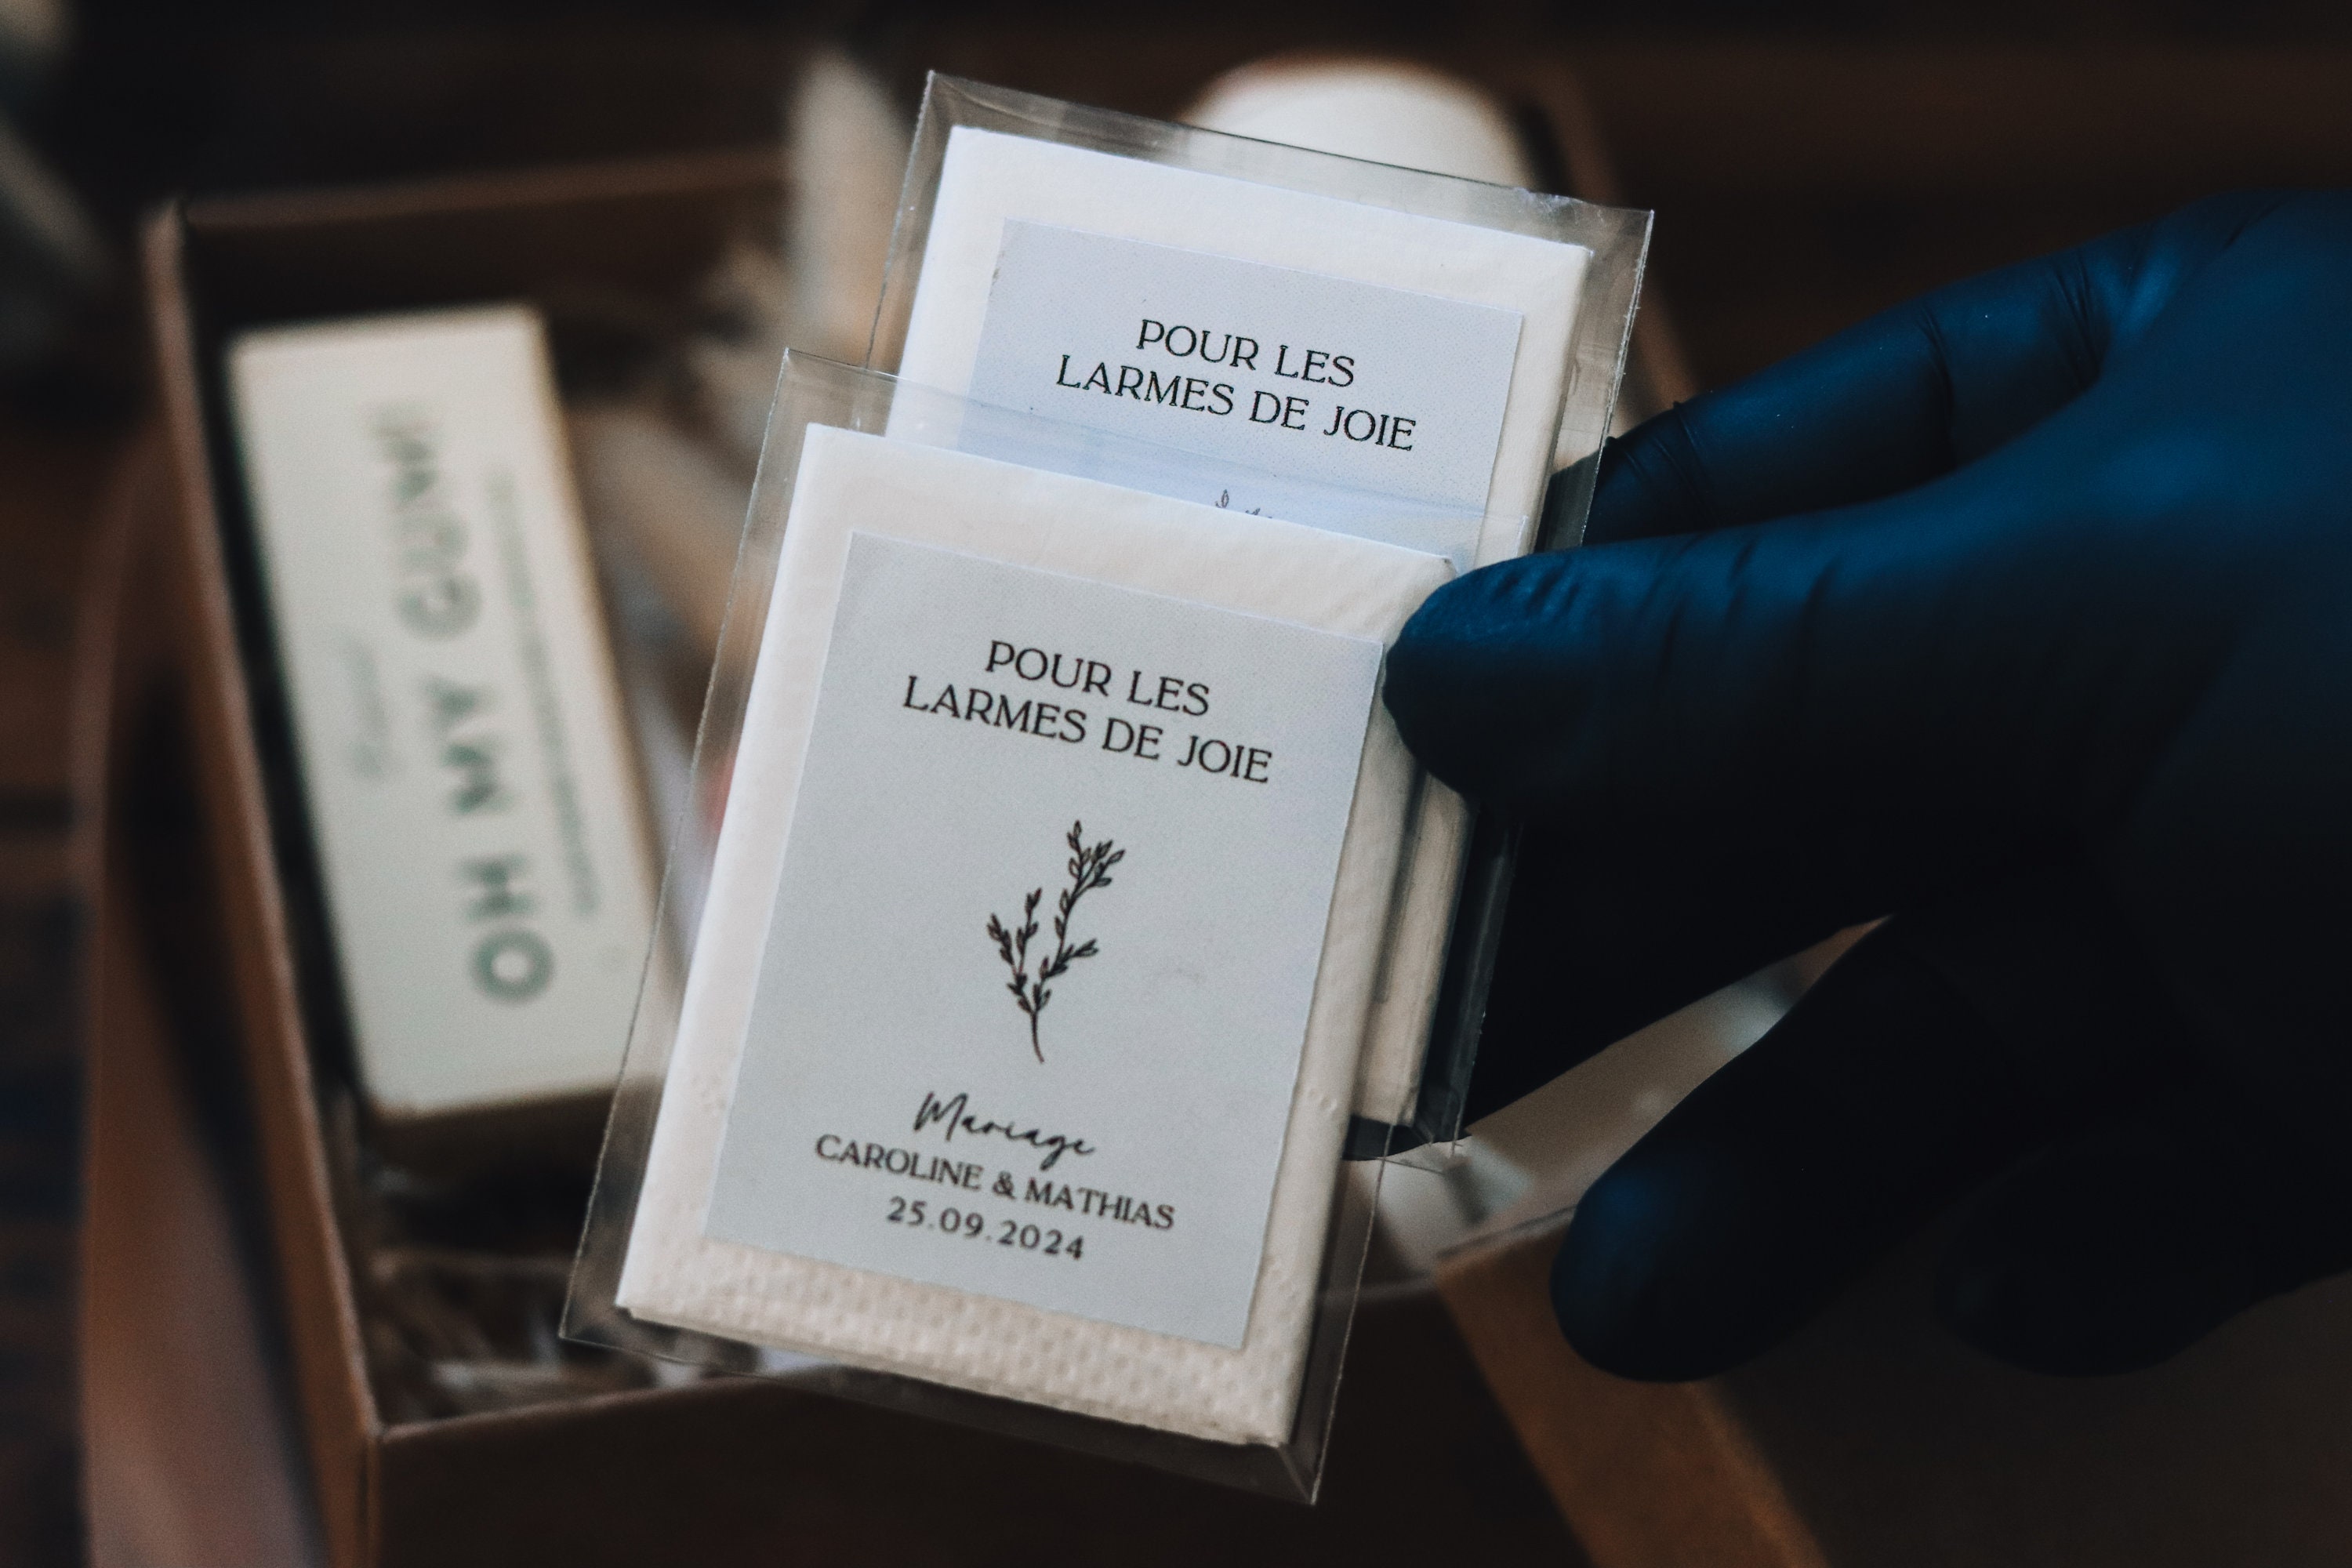 POUR LES
LARMES DE JOIE
POUR LES
LARMES DE JOIE
Mariage
CAROLINE & MATHIAS
25.09.2024
OH MY GUM!